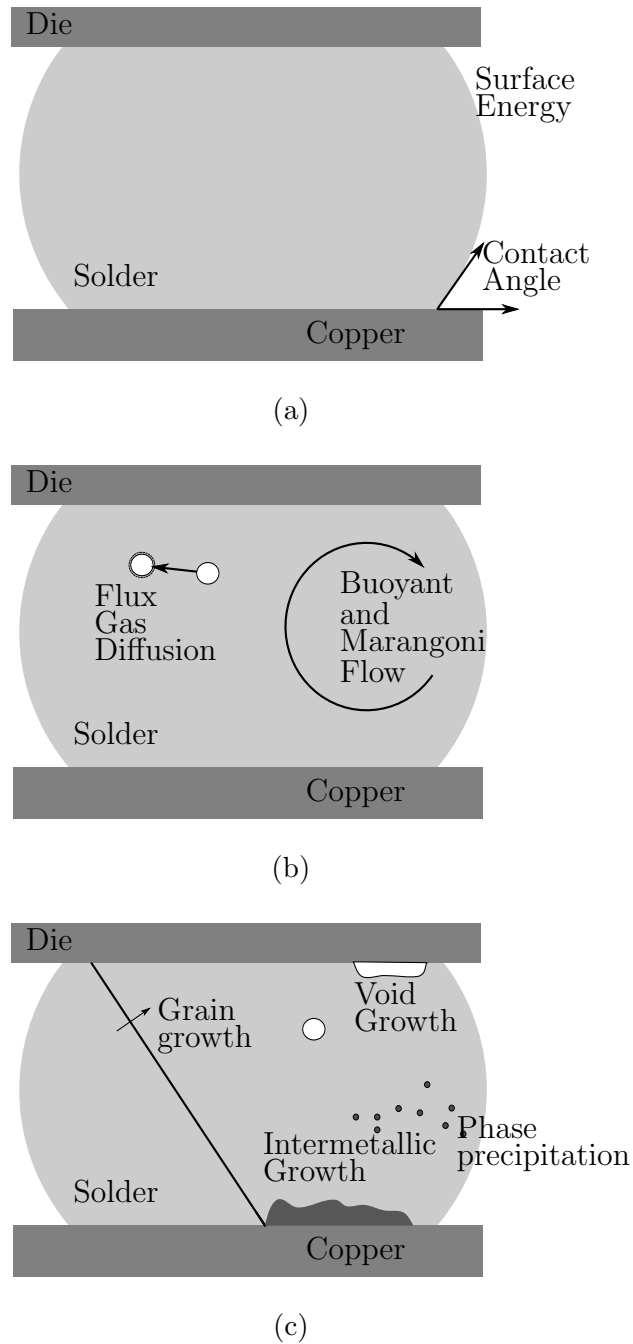 Die
Surface
Energy
Contact
Angle
Solder
Copper
(a)
Die
Flux
Gas
Diffusion
Buoyant
and
Marangoni
Flow
Solder
Copper
(b)
Die
Void
Growth
Grain
growth
Phase
precipitation
Intermetallic
Growth
Solder
Copper
(c)